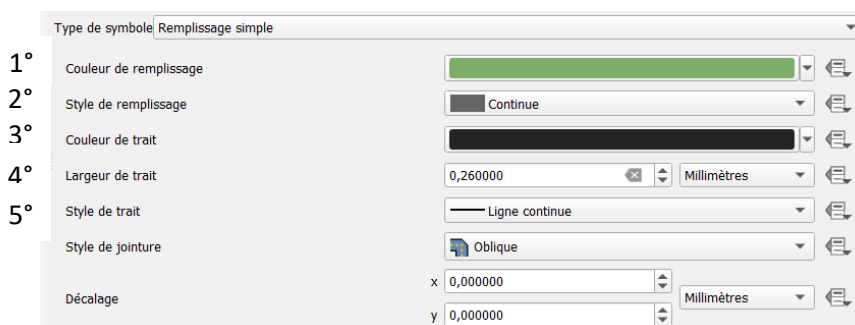 Type de symbole Remplissage simple
1° Couleur de remplissage
2° Style de remplissage Continue
3° Couleur de trait
4° Largeur de trait 0,260000 Millimètres
5° Style de trait Ligne continue
Style de jointure Oblique
x 0,000000
Décalage Millimètres
y 0,000000